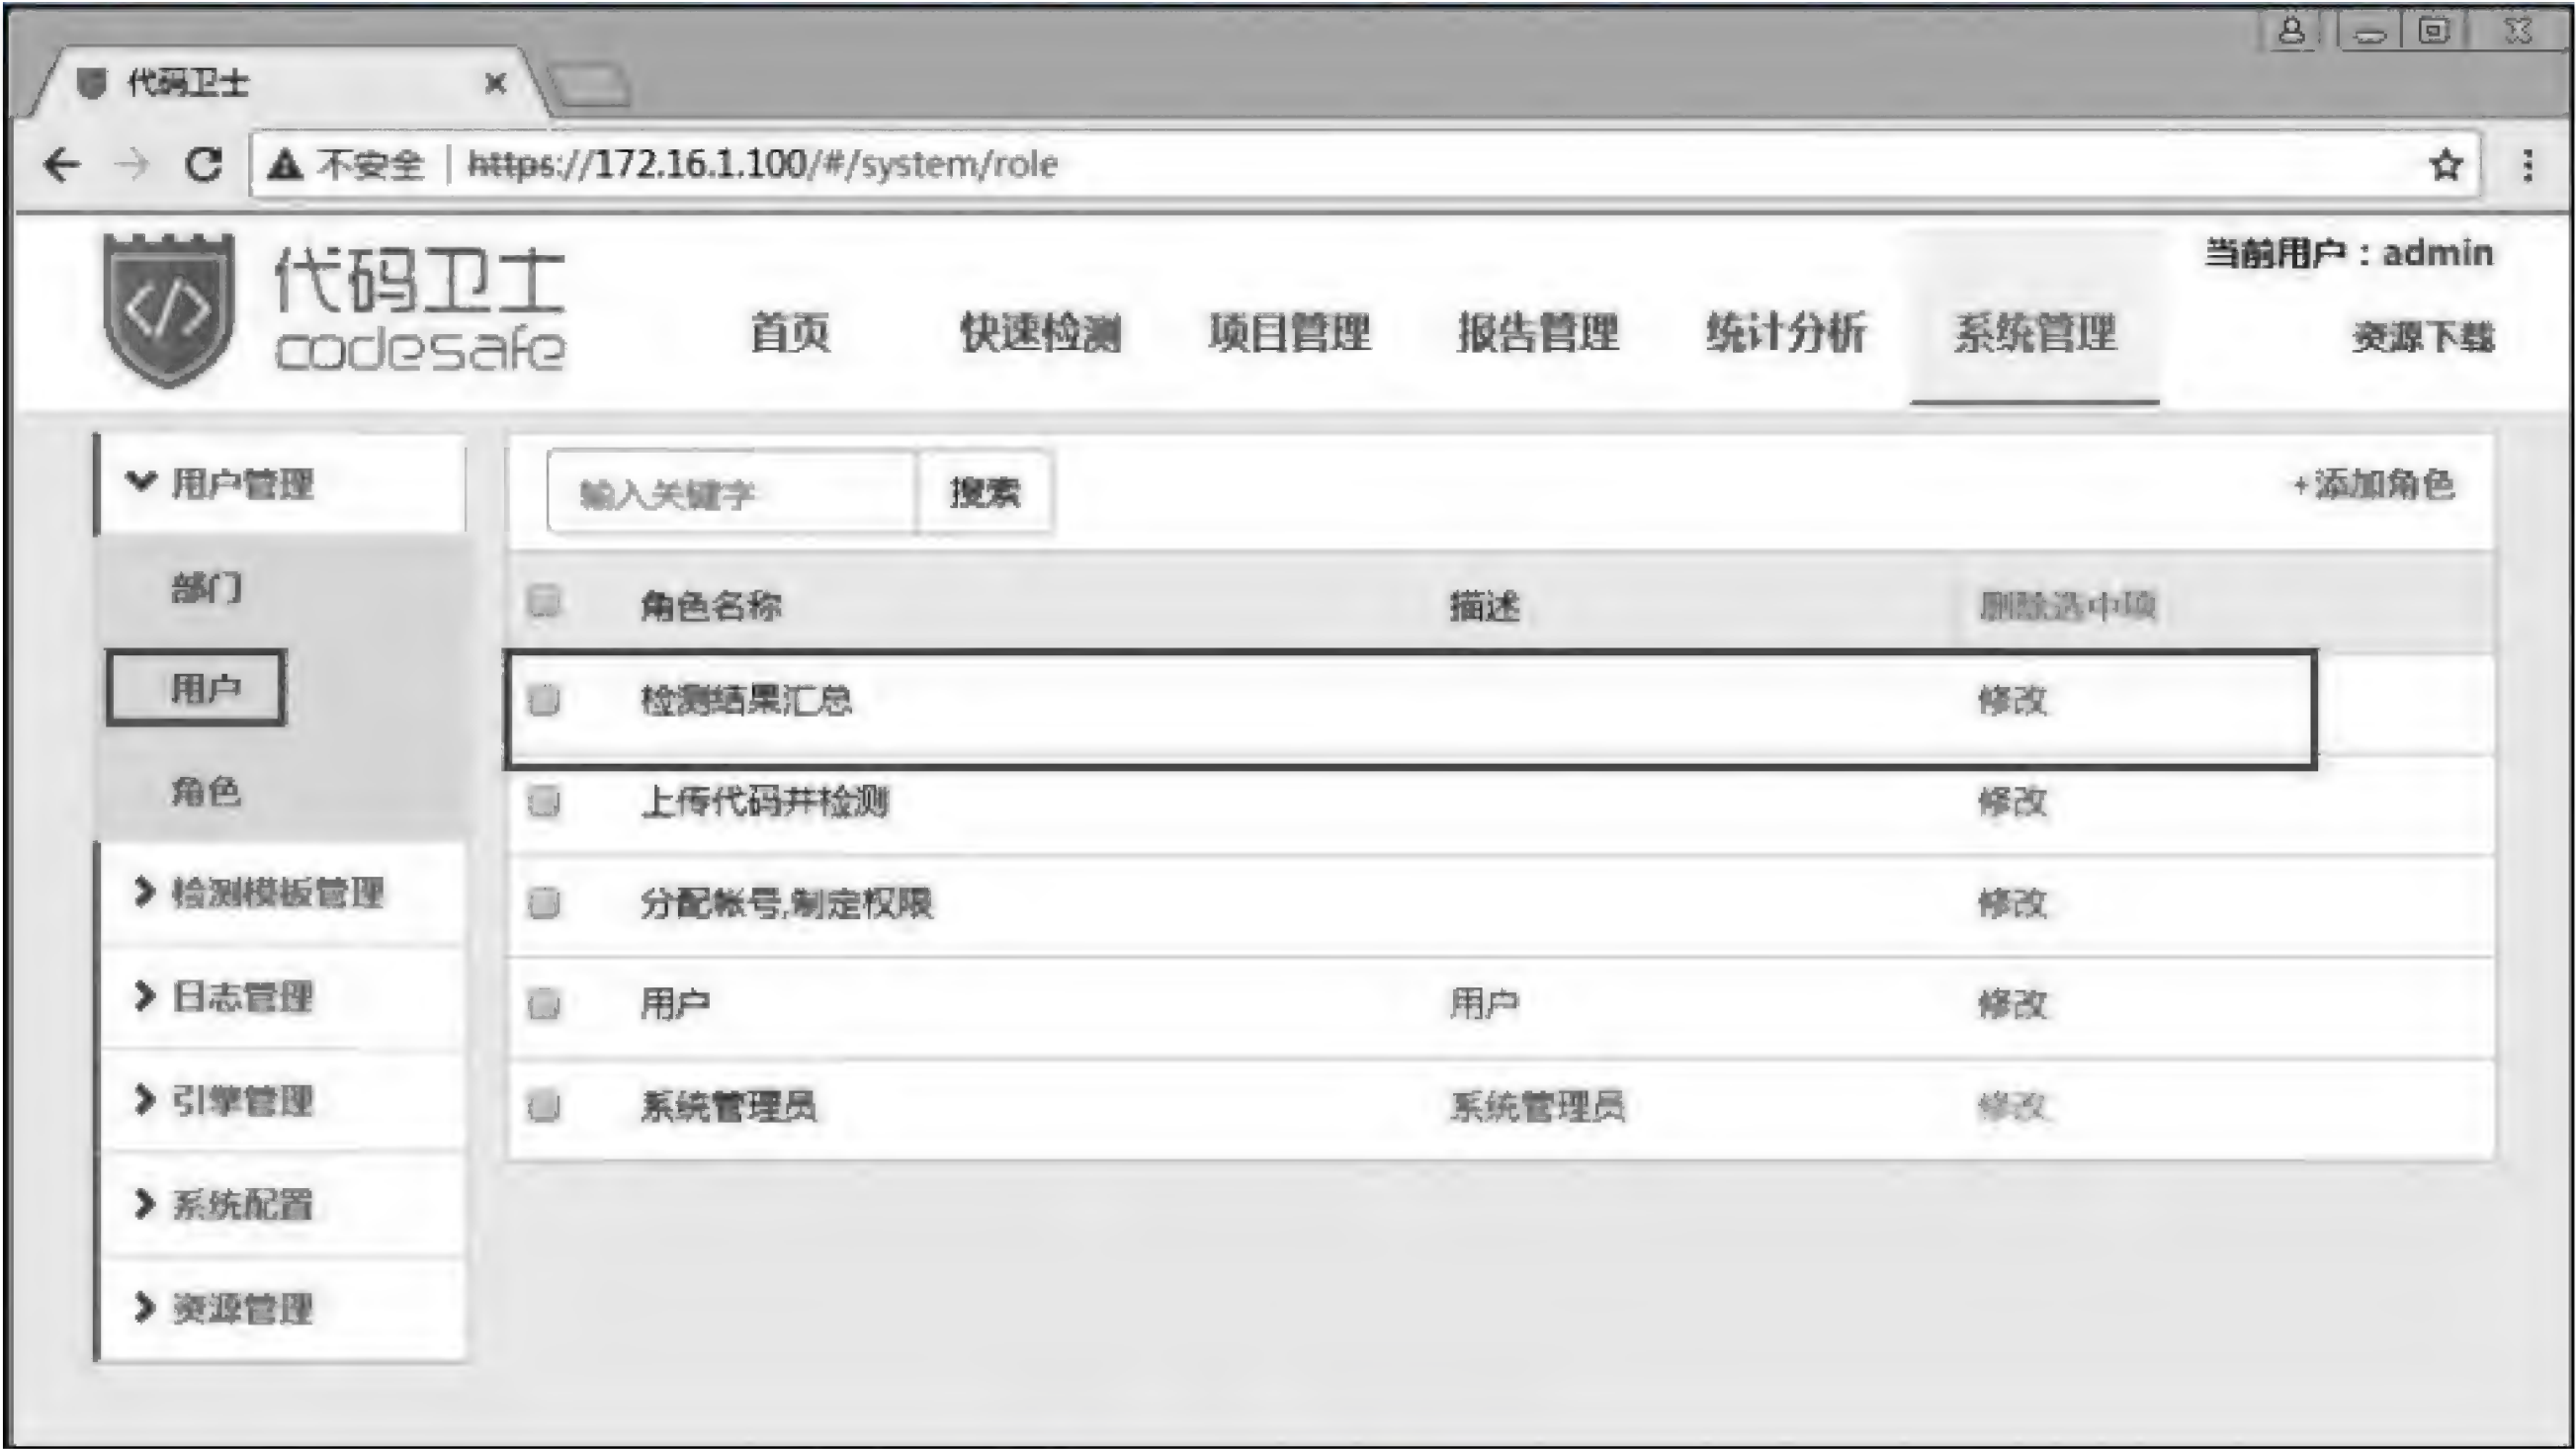 代码卫士
不安全 https://172.16.1.100/#/system/role
代码卫士
codesafe
首页 快速检测 项目管理 报告管理 统计分析 系统管理
当前用户：admin
资源下载
用户管理
部门
用户
角色
检测模板管理
日志管理
引擎管理
系统配置
资源管理
输入关键字 搜索 +添加角色
角色名称 描述 删除选中项
检测结果汇总 修改
上传代码并检测 修改
分配帐号,制定权限 修改
用户 用户 修改
系统管理员 系统管理员 修改